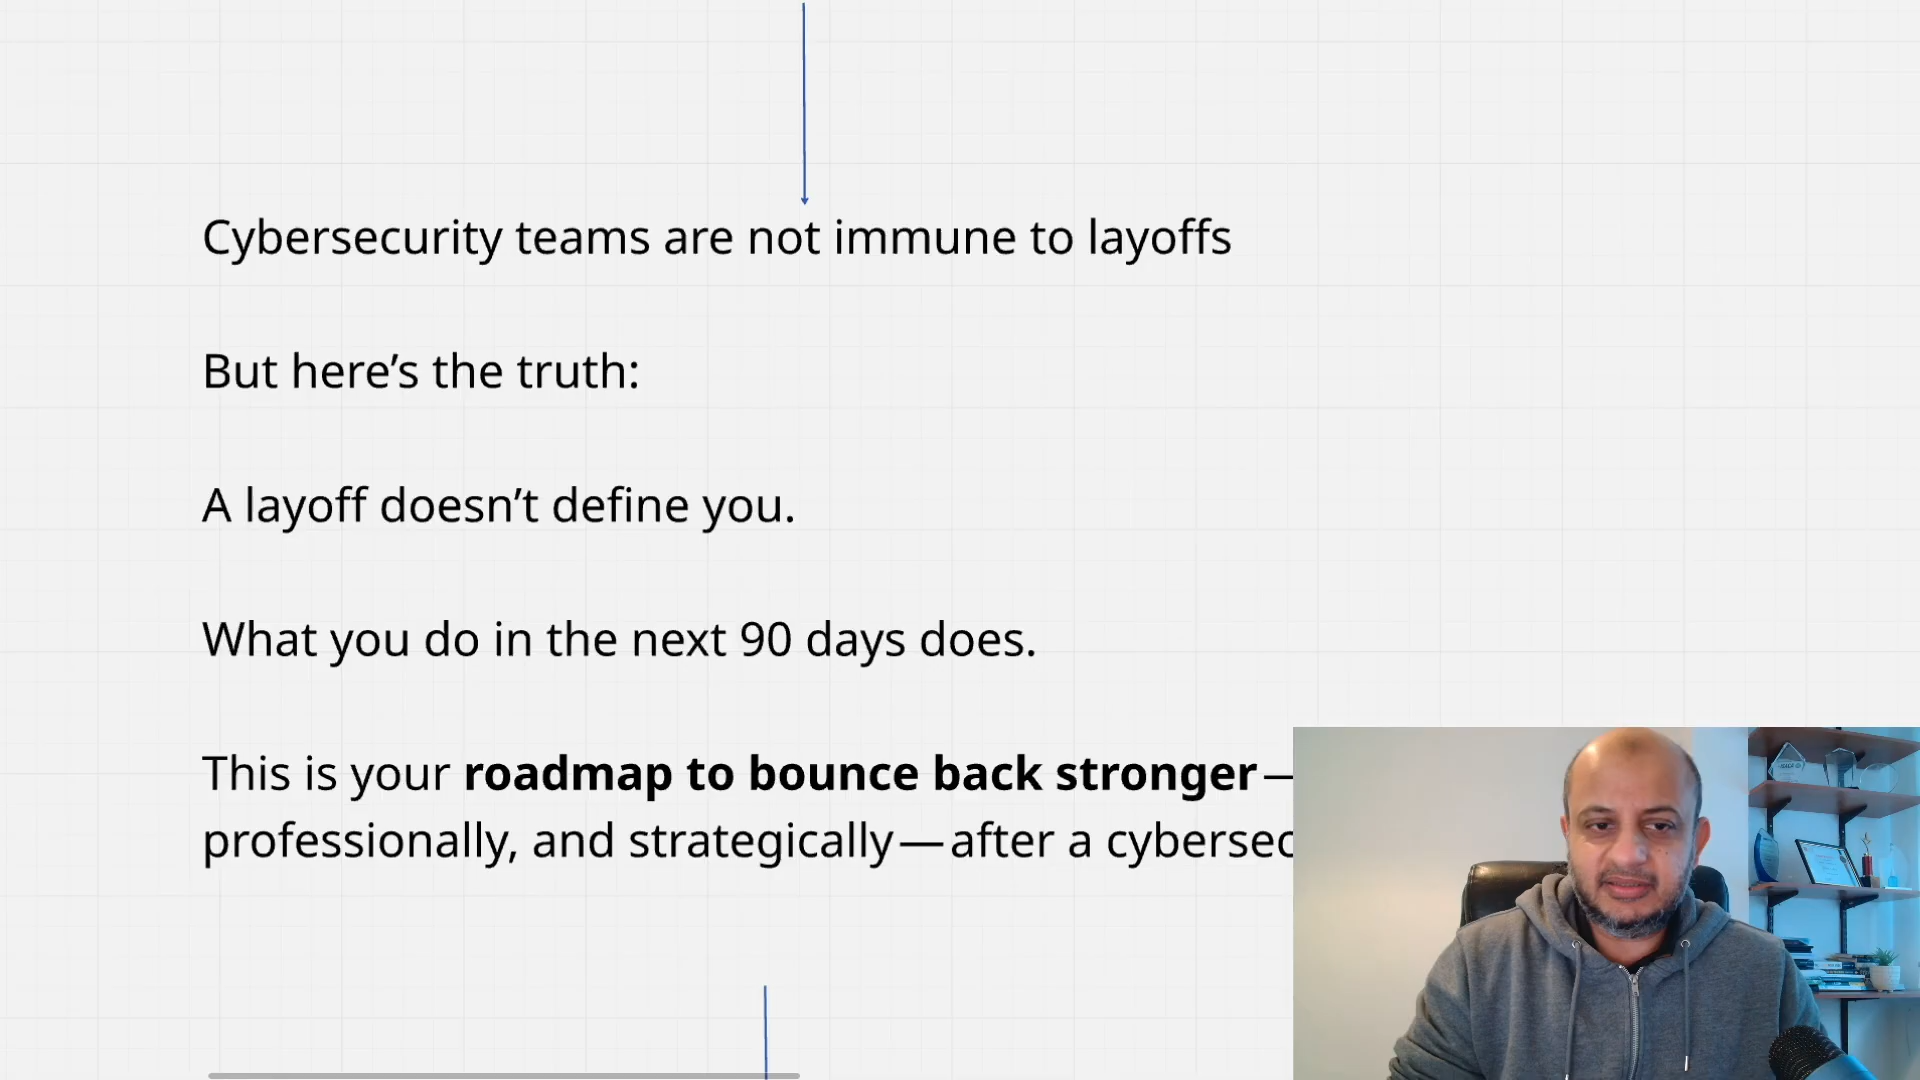 Cybersecurity teams are not immune to layoffs
But here’s the truth:
A layoff doesn’t define you.
What you do in the next 90 days does.
This is your roadmap to bounce back stronger—
professionally, and strategically—after a cybersec